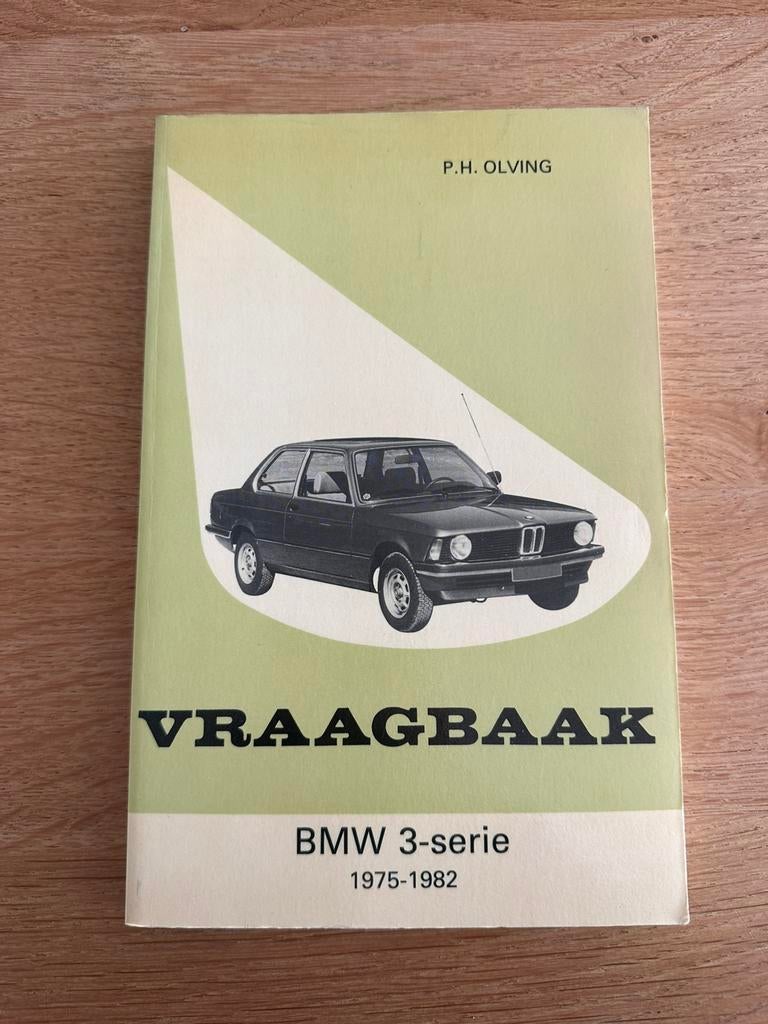 P.H. OLVING
VRAAGBAAK
BMW 3-serie
1975-1982